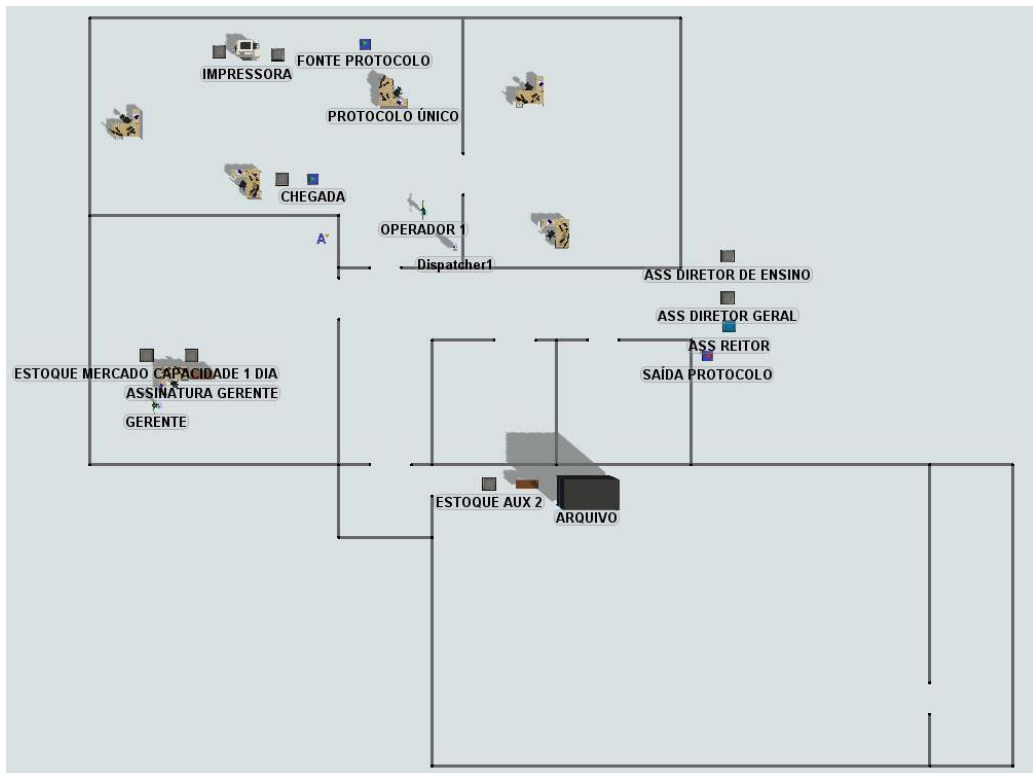 FONTE PROTOCOLO
IMPRESSORA
PROTOCOLO ÚNICO
CHEGADA
OPERADOR 1
A
Dispatcher1
ASS DIRETOR DE ENSINO
ASS DIRETOR GERAL
ASS REITOR
SAÍDA PROTOCOLO
ESTOQUE MERCADO CAPACIDADE 1 DIA
ASSINATURA GERENTE
GERENTE
ESTOQUE AUX 2
ARQUIVO